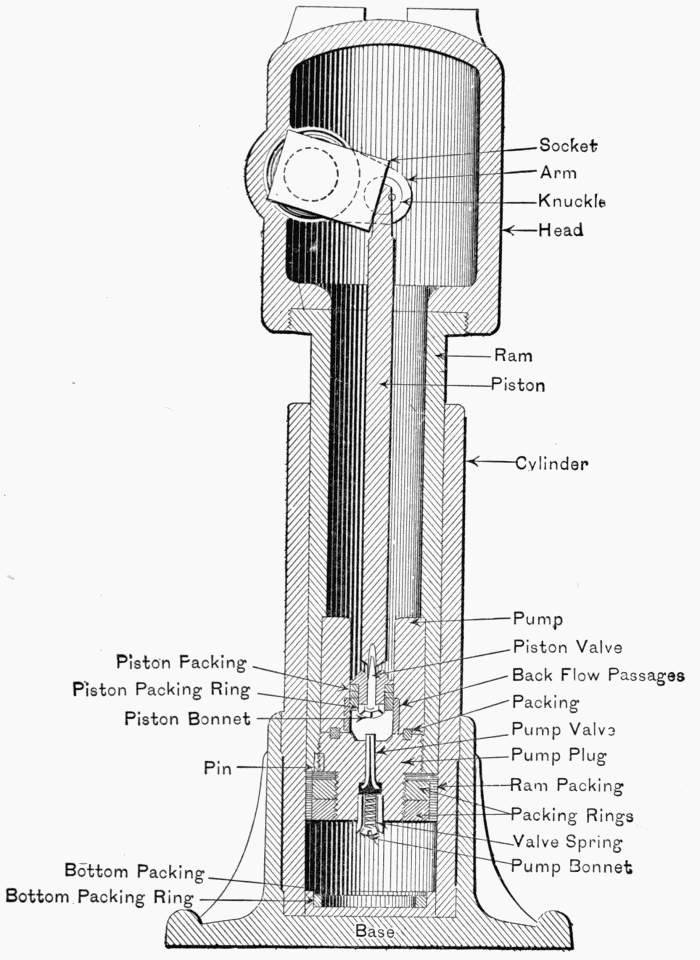 Socket
Arm
Knuckle
Head
Ram
Piston
Cylinder
Pump
Piston Valve
Back Flow Passages
Packing
Pump Valve
Pump Plug
Ram Packing
Packing Rings
Valve Spring
Pump Bonnet
Piston Facking
Piston Packing Ring
Piston Bonnet
Pin
Bottom Packing
Bottom Packing Ring
Base